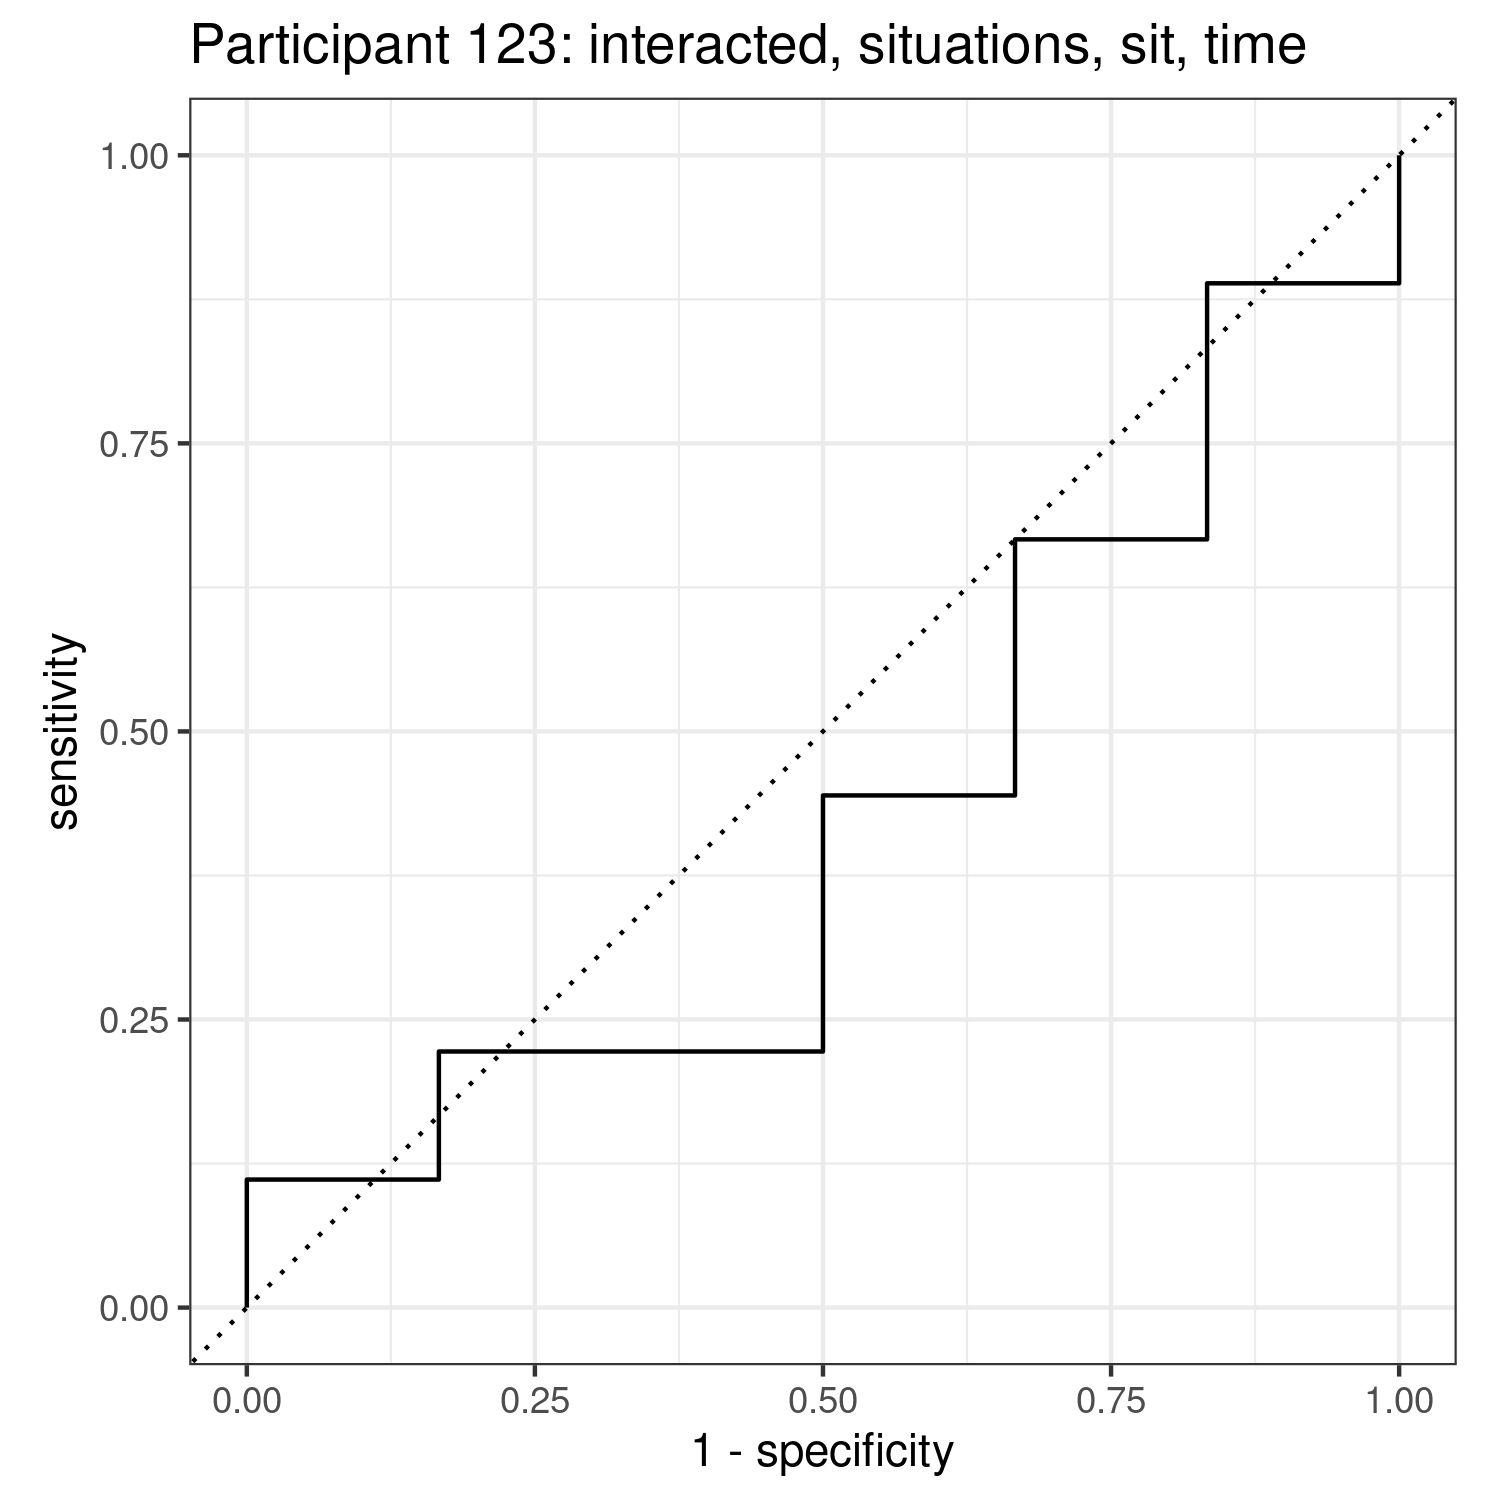 Participant 123: interacted, situations, sit, time
sensitivity
1.00
0.75
0.50
0.25
0.00
0.00 0.25 0.50 0.75 1.00
1 - specificity